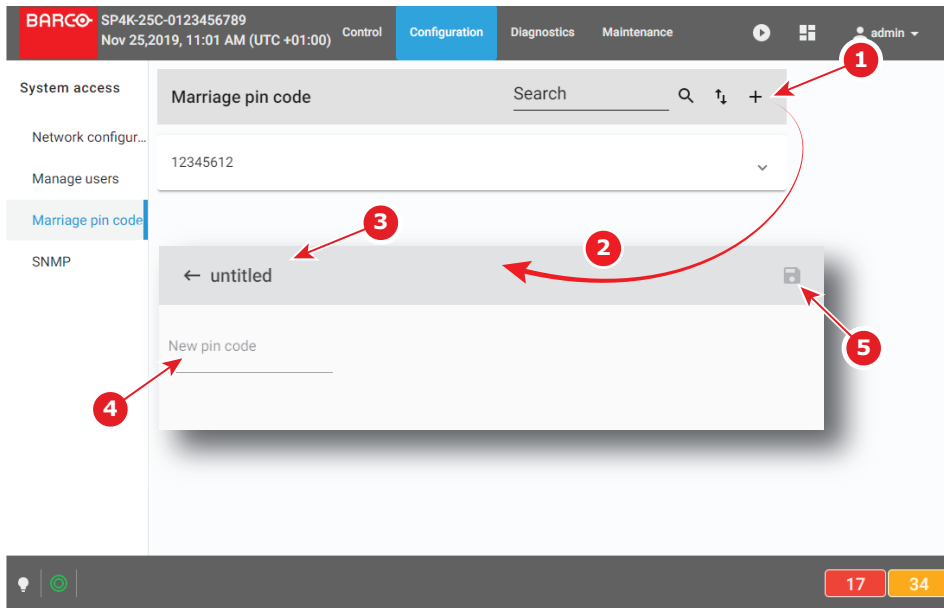 BARCO
SP4K-25C-0123456789
Nov 25,2019, 11:01 AM (UTC +01:00)
Control
Configuration
Diagnostics
Maintenance
admin
1
System access
Marriage pin code
Search
Network configur...
12345612
Manage users
Marriage pin code
3
2
SNMP
untitled
5
New pin code
4
17
34